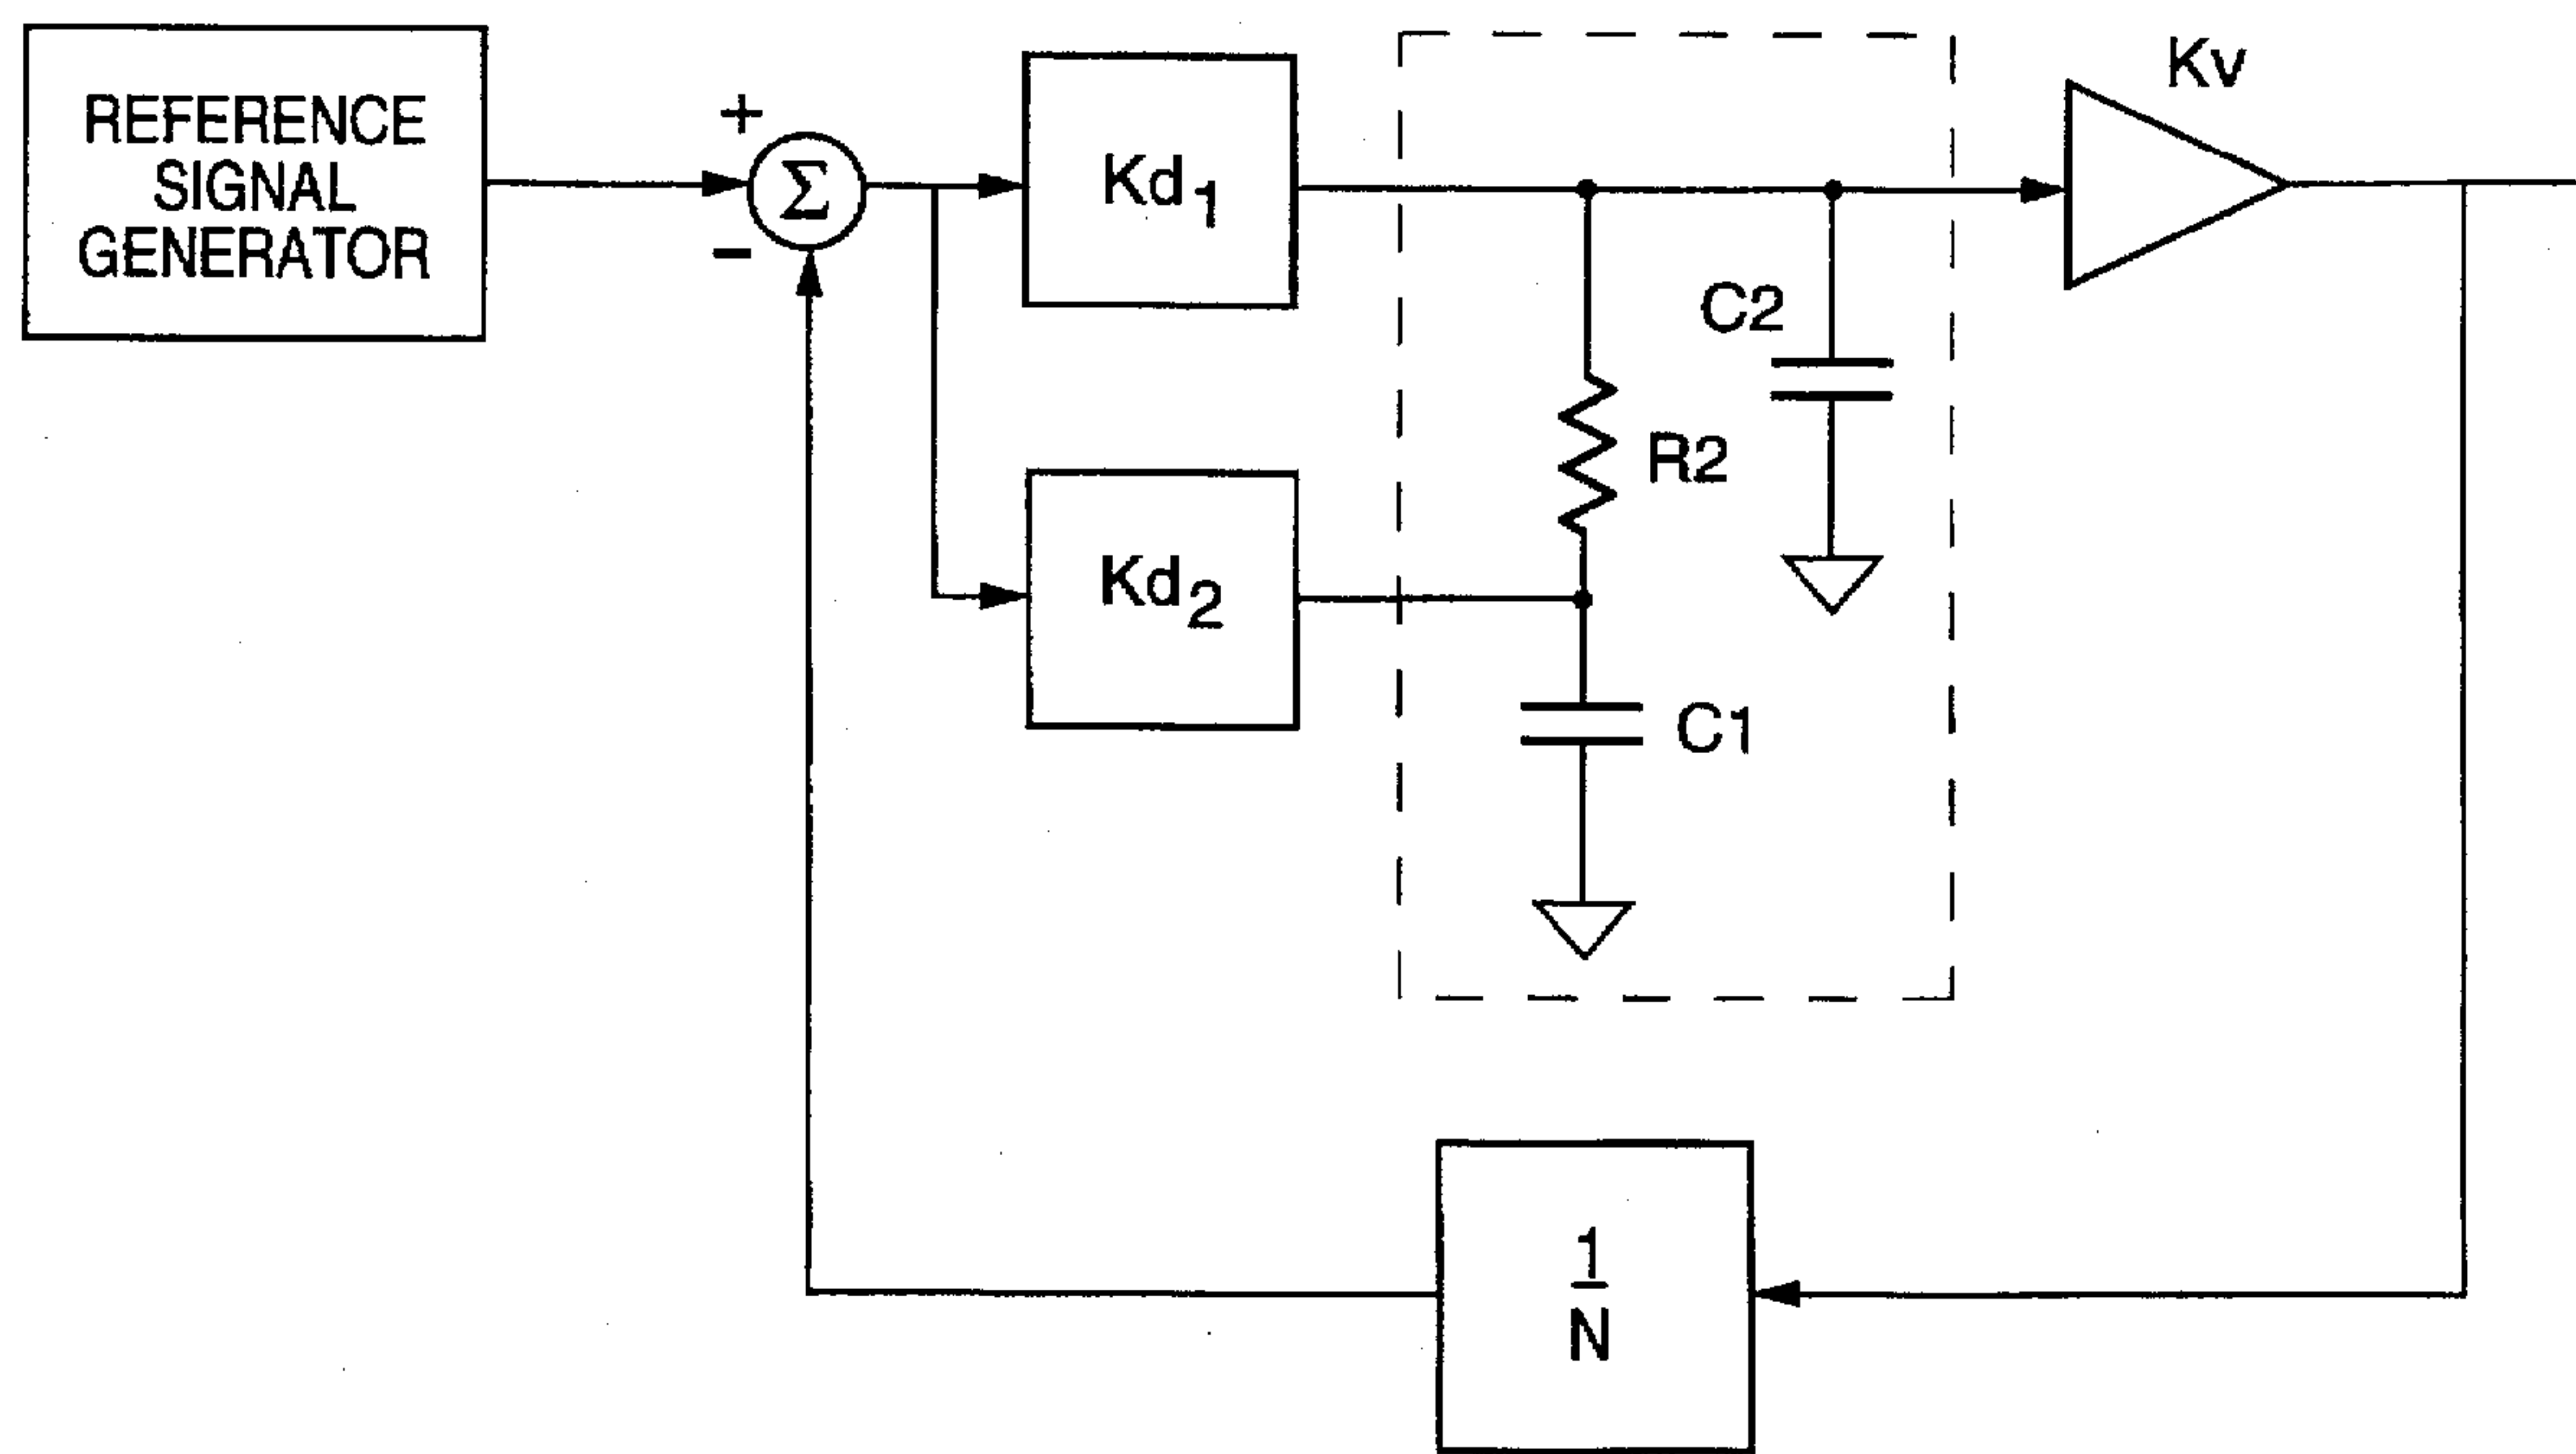 REFERENCE
SIGNAL
GENERATOR
+
−
Σ
Kd1
Kd2
R2
C2
C1
Kv
1
N